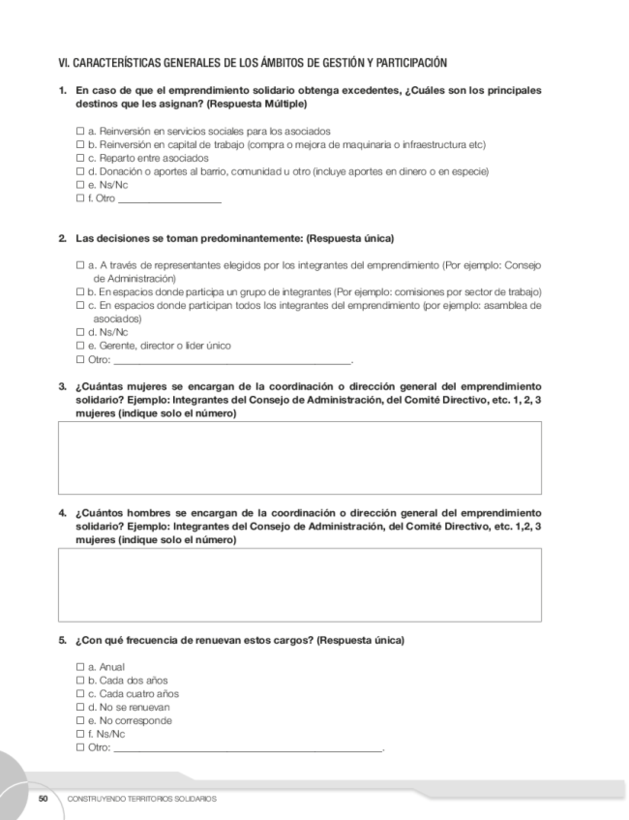 VI. CARACTERÍSTICAS GENERALES DE LOS ÁMBITOS DE GESTIÓN Y PARTICIPACIÓN
1. En caso de que el emprendimiento solidario obtenga excedentes, ¿Cuáles son los principales
destinos que les asignan? (Respuesta Múltiple)
☐ a. Reinversión en servicios sociales para los asociados
☐ b. Reinversión en capital de trabajo (compra o mejora de maquinaria o infraestructura etc)
☐ c. Reparto entre asociados
☐ d. Donación o aportes al barrio, comunidad u otro (incluye aportes en dinero o en especie)
☐ e. Ns/Nc
☐ f. Otro ____________________
2. Las decisiones se toman predominantemente: (Respuesta única)
☐ a. A través de representantes elegidos por los integrantes del emprendimiento (Por ejemplo: Consejo
de Administración)
☐ b. En espacios donde participa un grupo de integrantes (Por ejemplo: comisiones por sector de trabajo)
☐ c. En espacios donde participan todos los integrantes del emprendimiento (por ejemplo: asamblea de
asociados)
☐ d. Ns/Nc
☐ e. Gerente, director o líder único
☐ Otro: ______________________________________________.
3. ¿Cuántas mujeres se encargan de la coordinación o dirección general del emprendimiento
solidario? Ejemplo: Integrantes del Consejo de Administración, del Comité Directivo, etc. 1, 2, 3
mujeres (indique solo el número)
4. ¿Cuántos hombres se encargan de la coordinación o dirección general del emprendimiento
solidario? Ejemplo: Integrantes del Consejo de Administración, del Comité Directivo, etc. 1,2, 3
mujeres (indique solo el número)
5. ¿Con qué frecuencia de renuevan estos cargos? (Respuesta única)
☐ a. Anual
☐ b. Cada dos años
☐ c. Cada cuatro años
☐ d. No se renuevan
☐ e. No corresponde
☐ f. Ns/Nc
☐ Otro: ____________________________________________________.
50 CONSTRUYENDO TERRITORIOS SOLIDARIOS